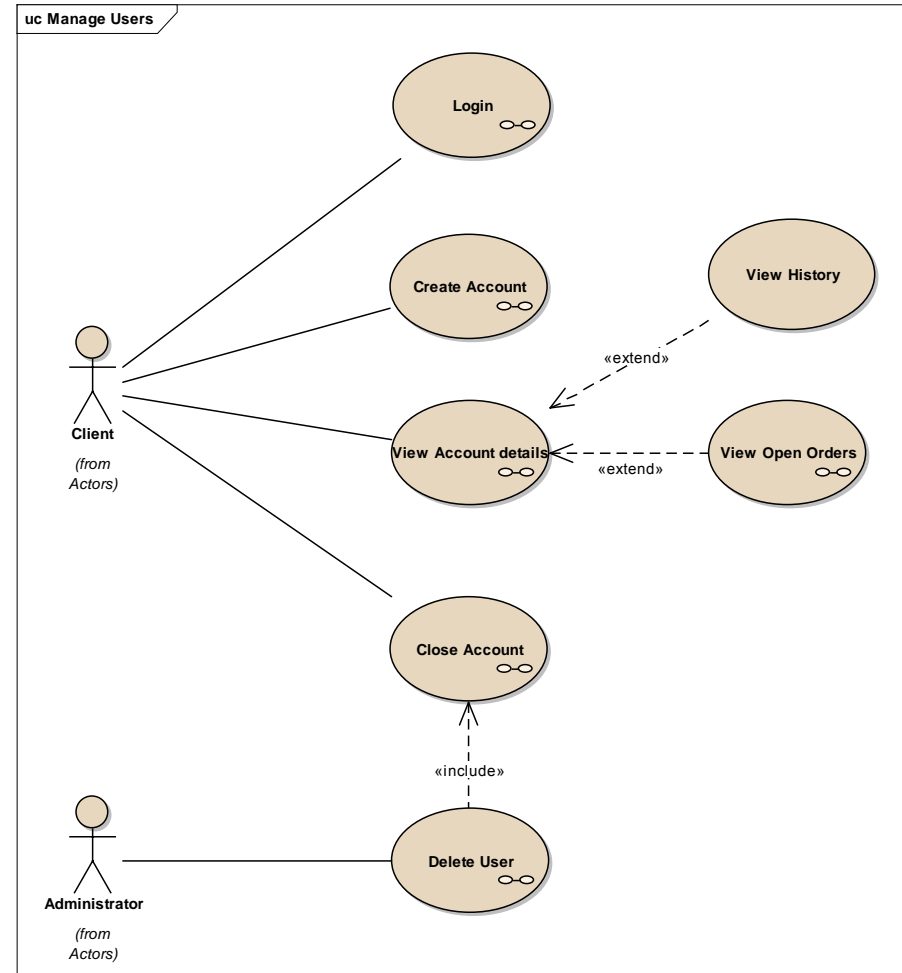 uc Manage Users
Login
Create Account
View History
«extend»
Client
(from
Actors)
View Account details
«extend»
View Open Orders
Close Account
«include»
Delete User
Administrator
(from
Actors)